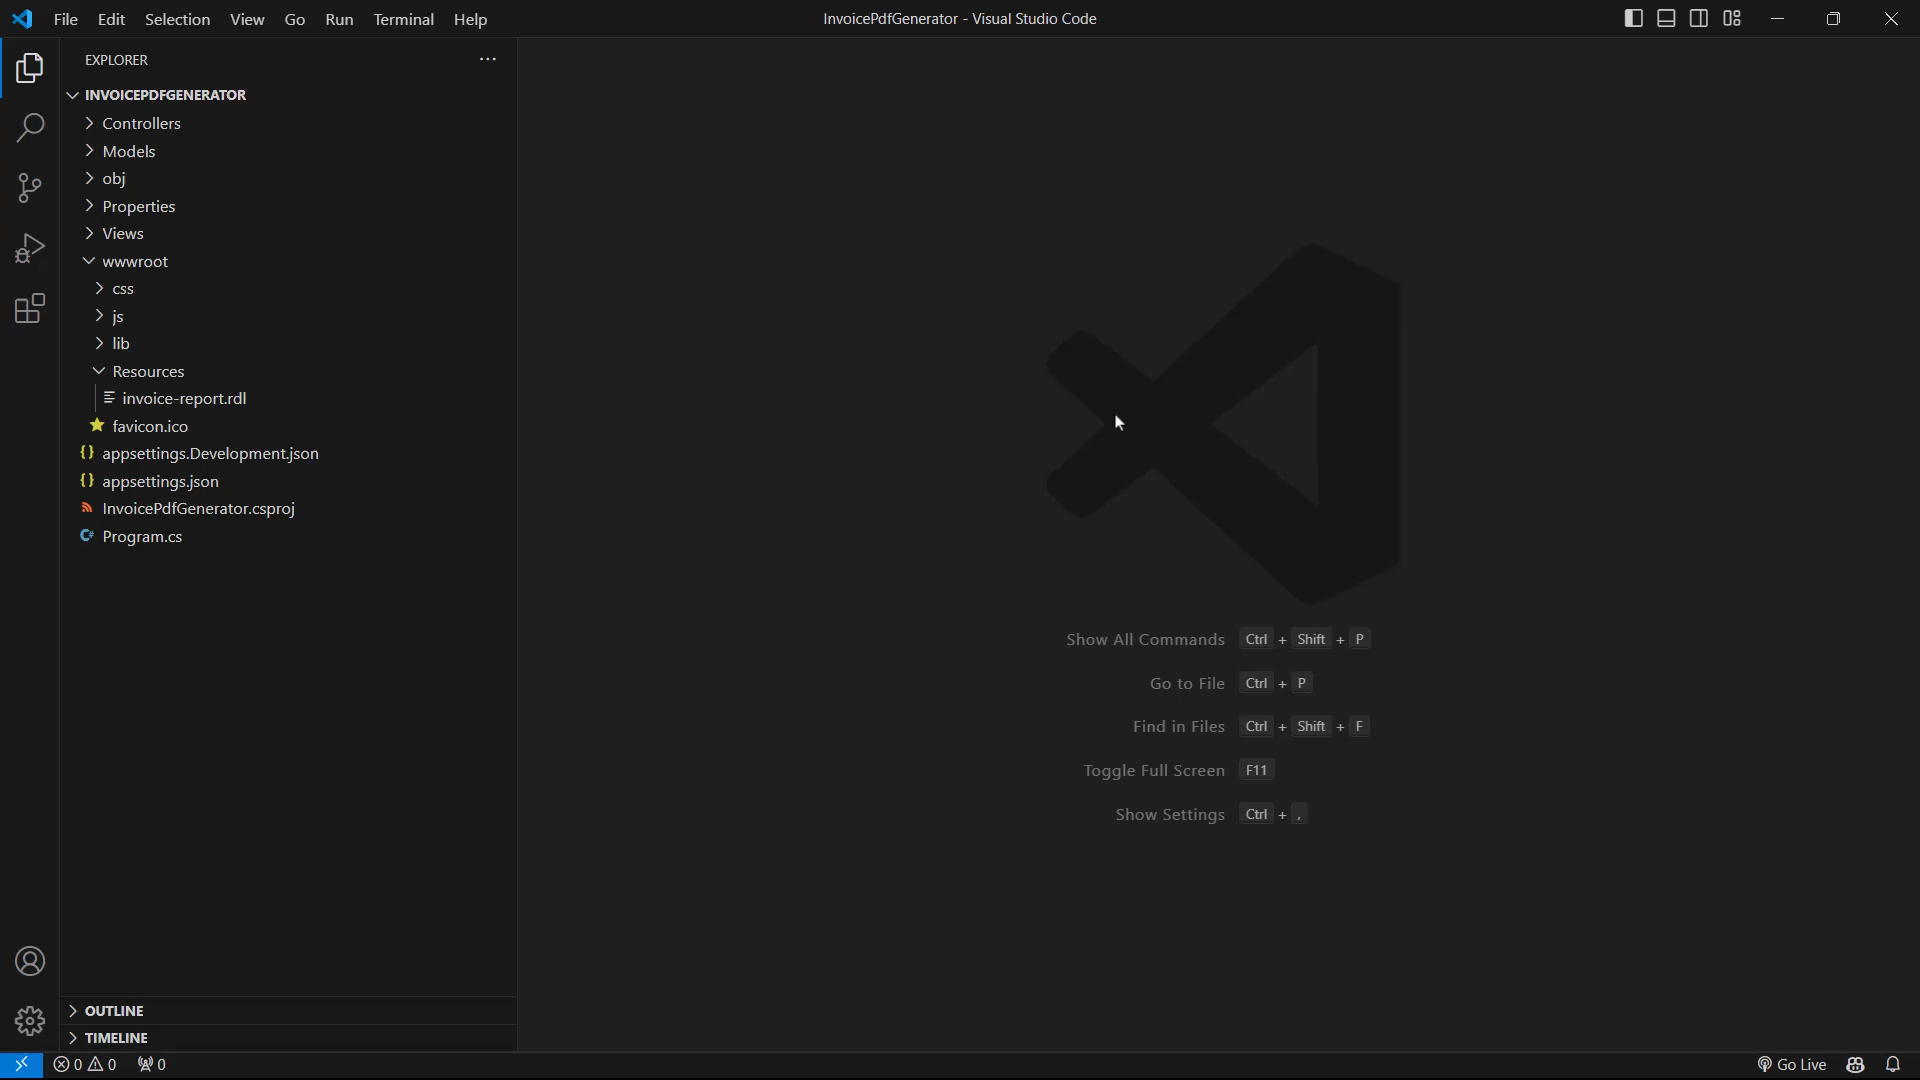 File Edit Selection View Go Run Terminal Help
InvoicePdfGenerator - Visual Studio Code
EXPLORER
INVOICEPDFGENERATOR
Controllers
Models
obj
Properties
Views
wwwroot
css
js
lib
Resources
invoice-report.rdl
favicon.ico
appsettings.Development.json
appsettings.json
InvoicePdfGenerator.csproj
Program.cs
Show All Commands Ctrl + Shift + P
Go to File Ctrl + P
Find in Files Ctrl + Shift + F
Toggle Full Screen F11
Show Settings Ctrl + ,
OUTLINE
TIMELINE
0 0 0
Go Live